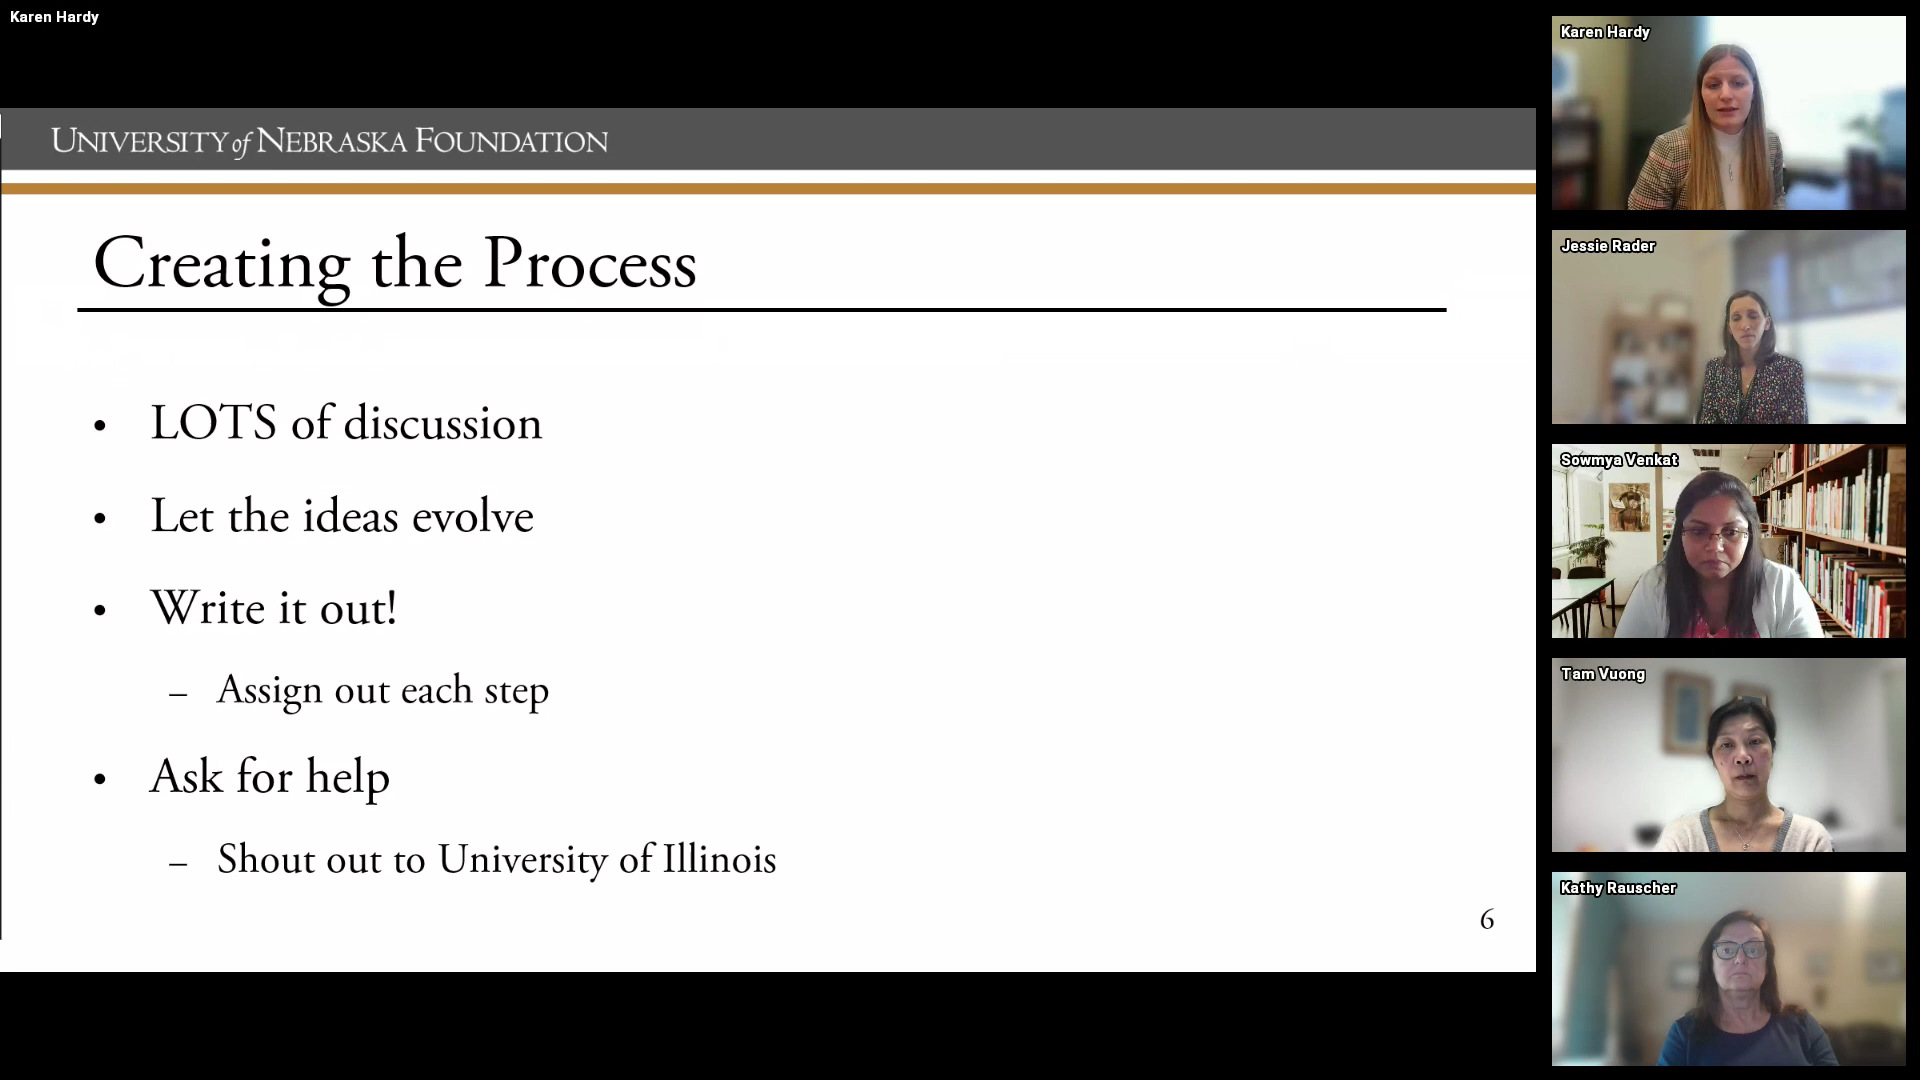 Karen Hardy
UNIVERSITY of NEBRASKA FOUNDATION
Creating the Process
• LOTS of discussion
• Let the ideas evolve
• Write it out!
– Assign out each step
• Ask for help
– Shout out to University of Illinois
6
Karen Hardy
Jessie Rader
Sowmya Venkat
Tam Vuong
Kathy Rauscher